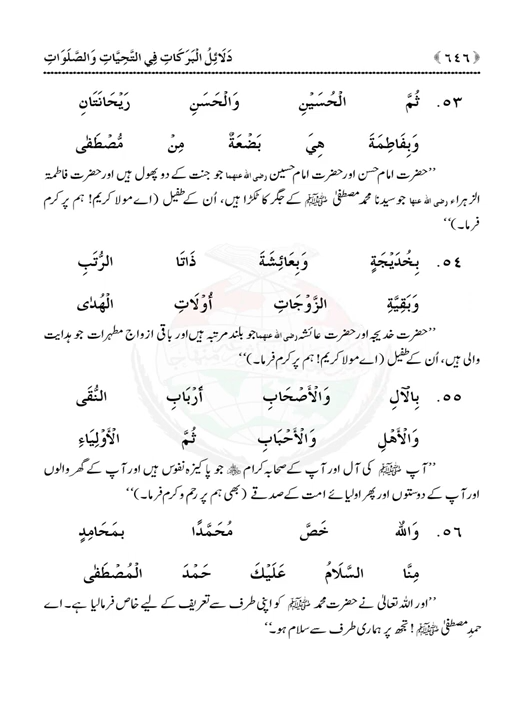 ﴿٦٤٦﴾ دَلَائِلُ الْبَرَكَاتِ فِي التَّحِيَّاتِ وَالصَّلَوَاتِ
٥٣. ثُمَّ الْحُسَيْنِ وَالْحَسَنِ رَيْحَانَتَانِ
وَبِفَاطِمَةَ هِيَ بَضْعَةٌ مِنْ مُّصْطَفٰى
’’حضرت امام حسن اور حضرت امام حسین رضی اللہ عنہما جو جنت کے دو پھول ہیں اور حضرت فاطمۃ
الزہراء رضی اللہ عنہا جو سیدنا محمد مصطفیٰ ﷺ کے جگر کا ٹکڑا ہیں، اُن کے طفیل (اے مولا کریم! ہم پر کرم
فرما۔)‘‘
٥٤. بِخُدَيْجَةٍ وَبِعَائِشَةَ ذَاتَا الرُّتَبِ
وَبَقِيَّةِ الزَّوْجَاتِ أُوْلَاتِ الْهُدٰى
’’حضرت خدیجہ اور حضرت عائشہ رضی اللہ عنہما جو بلند مرتبہ ہیں اور باقی ازواج مطہرات جو ہدایت
والی ہیں، اُن کے طفیل (اے مولا کریم! ہم پر کرم فرما۔)‘‘
٥٥. بِالْآلِ وَالْأَصْحَابِ أَرْبَابِ النُّقَى
وَالْأَهْلِ وَالْأَحْبَابِ ثُمَّ الْأَوْلِيَاءِ
’’آپ ﷺ کی آل اور آپ کے صحابہ کرام ﷡ جو پاکیزہ نفوس ہیں اور آپ کے گھر والوں
اور آپ کے دوستوں اور پھر اولیائے امت کے صدقے (بھی ہم پر رحم و کرم فرما۔)‘‘
٥٦. وَاللهُ خَصَّ مُحَمَّدًا بِمَحَامِدٍ
مِنَّا السَّلَامُ عَلَيْكَ حَمْدَ الْمُصْطَفٰى
’’اور اللہ تعالیٰ نے حضرت محمد ﷺ کو اپنی طرف سے تعریف کے لیے خاص فرمالیا ہے۔ اے
حمدِ مصطفیٰ ﷺ! تجھ پر ہماری طرف سے سلام ہو۔‘‘